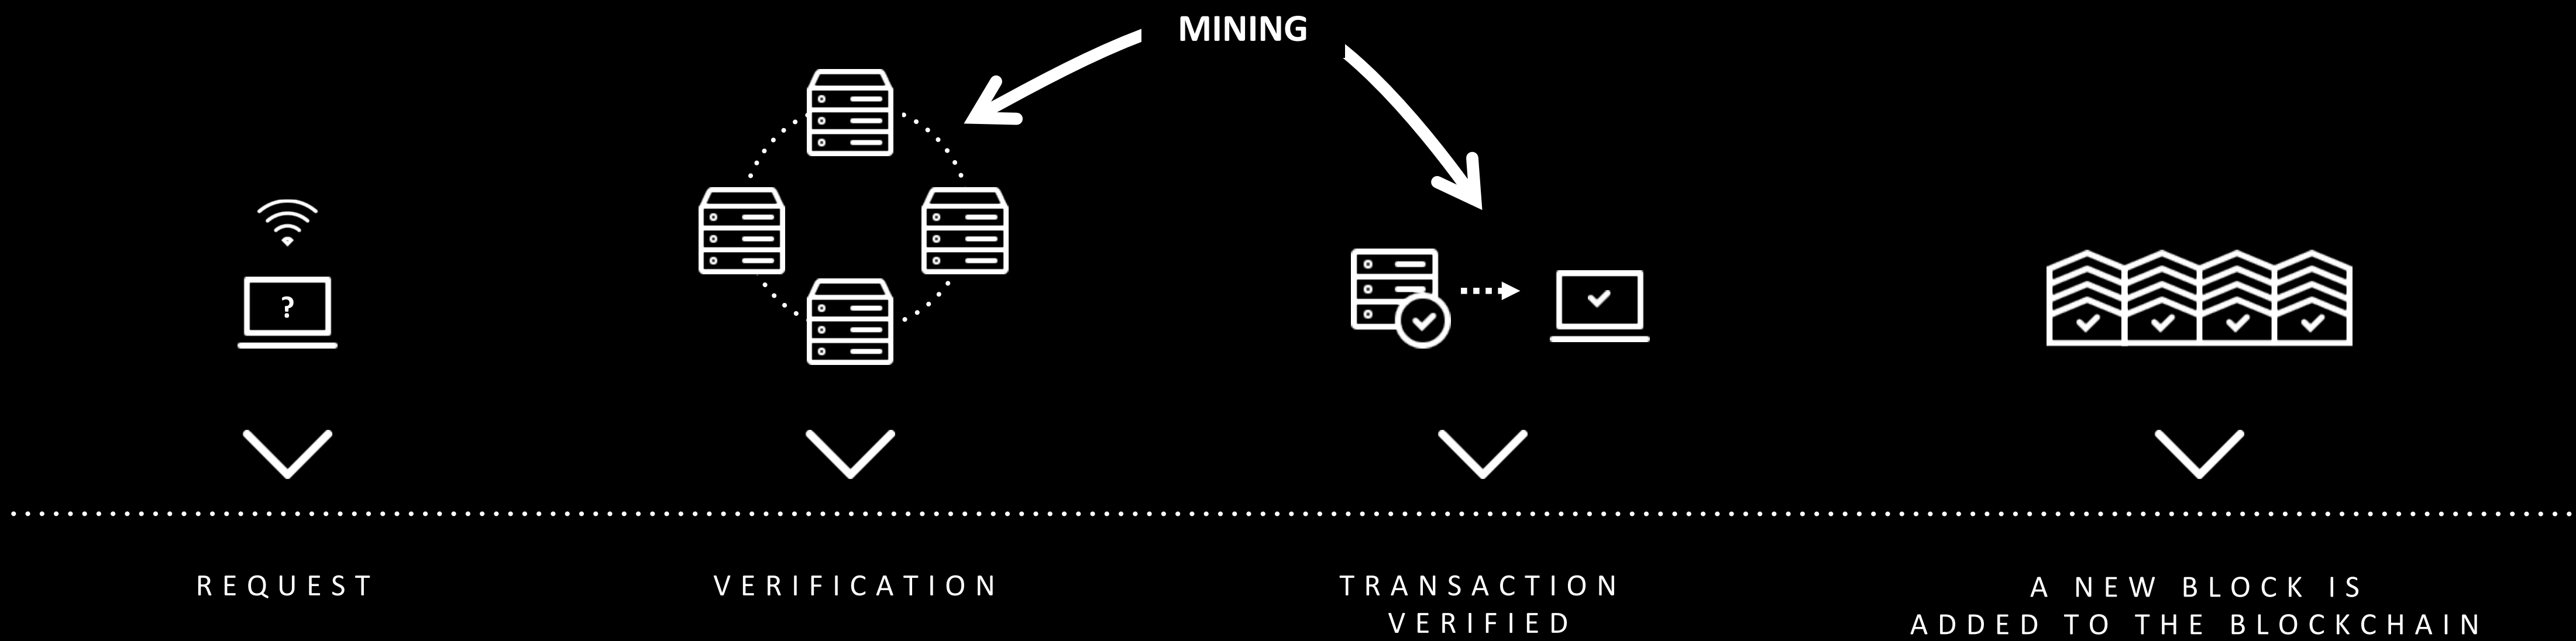 MINING
?
REQUEST
VERIFICATION
TRANSACTION
VERIFIED
A NEW BLOCK IS
ADDED TO THE BLOCKCHAIN